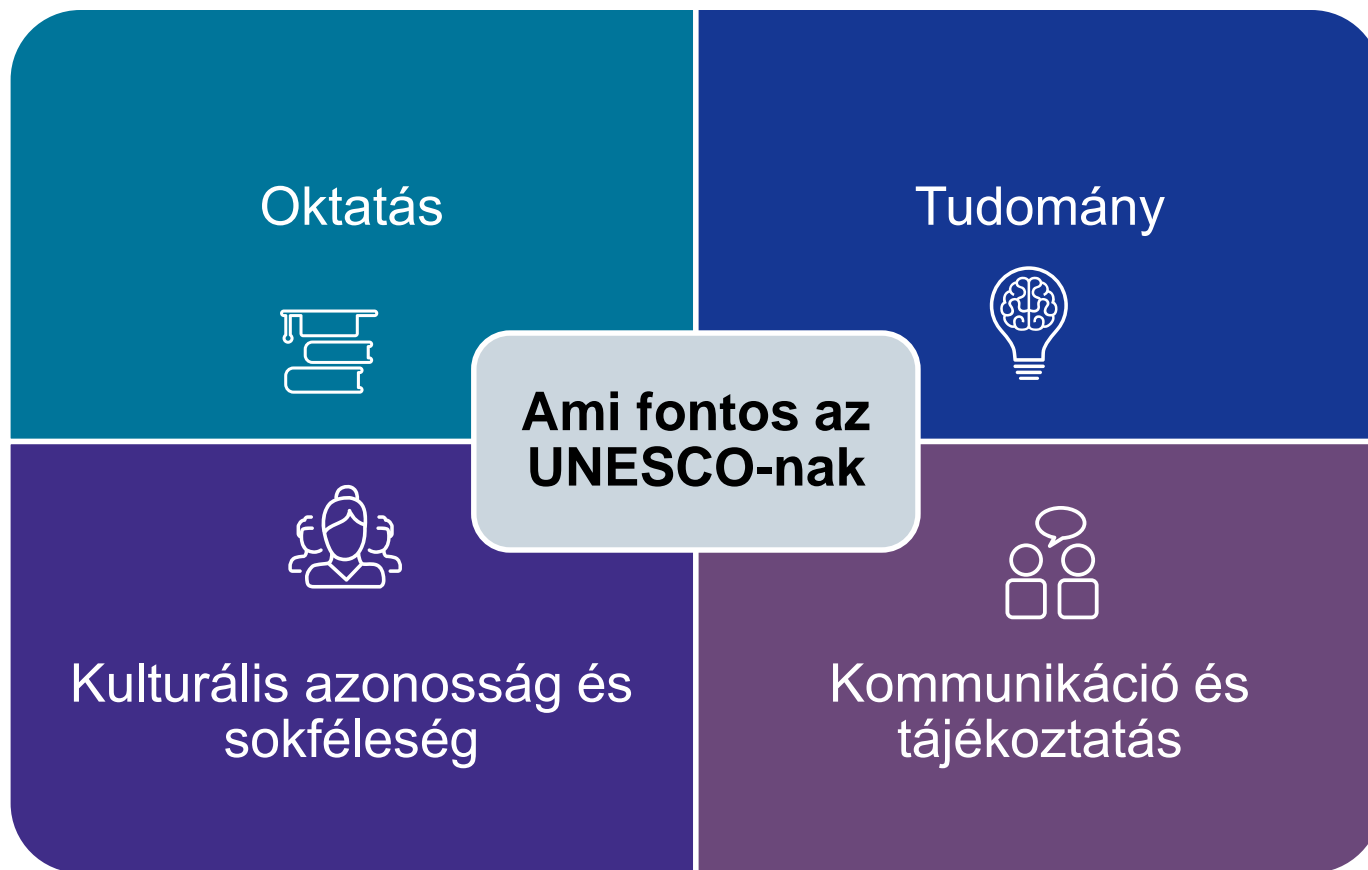 Oktatás
Tudomány
Ami fontos az
UNESCO-nak
Kulturális azonosság és
sokféleség
Kommunikáció és
tájékoztatás